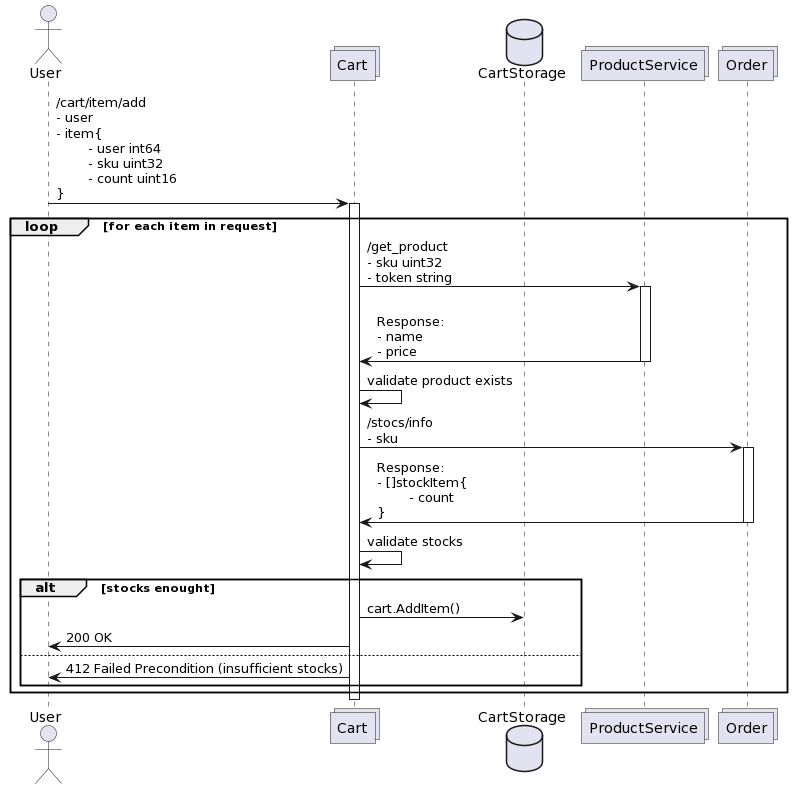 User
Cart
CartStorage
ProductService
Order
/cart/item/add
- user
- item{
- user int64
- sku uint32
- count uint16
}
loop
[for each item in request]
/get_product
- sku uint32
- token string
Response:
- name
- price
validate product exists
/stocs/info
- sku
Response:
- []stockItem{
- count
}
validate stocks
alt
[stocks enought]
cart.AddItem()
200 OK
412 Failed Precondition (insufficient stocks)
User
Cart
CartStorage
ProductService
Order